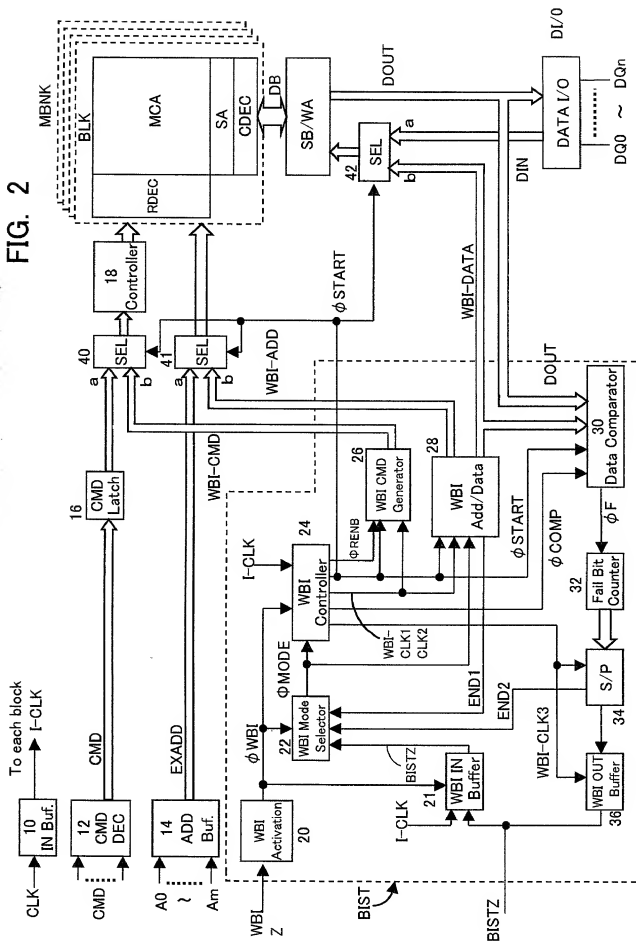 FIG. 2
CLK
10
IN Buf.
To each block
I-CLK
CMD
12
CMD
DEC
CMD
16
CMD
Latch
A0
~
Am
14
ADD
Buf.
EXADD
a
b
40
SEL
18
Controller
a
b
41
SEL
MBNK
BLK
RDEC
MCA
SA
CDEC
DB
SB/WA
DOUT
42
SEL
a
b
DIN
DI/O
DATA I/O
DQ0
~
DQn
φSTART
WBI-ADD
WBI-CMD
WBI-DATA
WBI
Z
WBI
Activation
20
φWBI
I-CLK
24
WBI
Controller
φMODE
22
WBI Mode
Selector
φRENB
26
WBI CMD
Generator
28
WBI
Add/Data
WBI-
CLK1
CLK2
END1
END2
BISTZ
I-CLK
21
WBI IN
Buffer
BIST
BISTZ
WBI-CLK3
φSTART
φCOMP
DOUT
30
Data Comparator
φF
32
Fail Bit
Counter
S/P
34
WBI OUT
Buffer
36